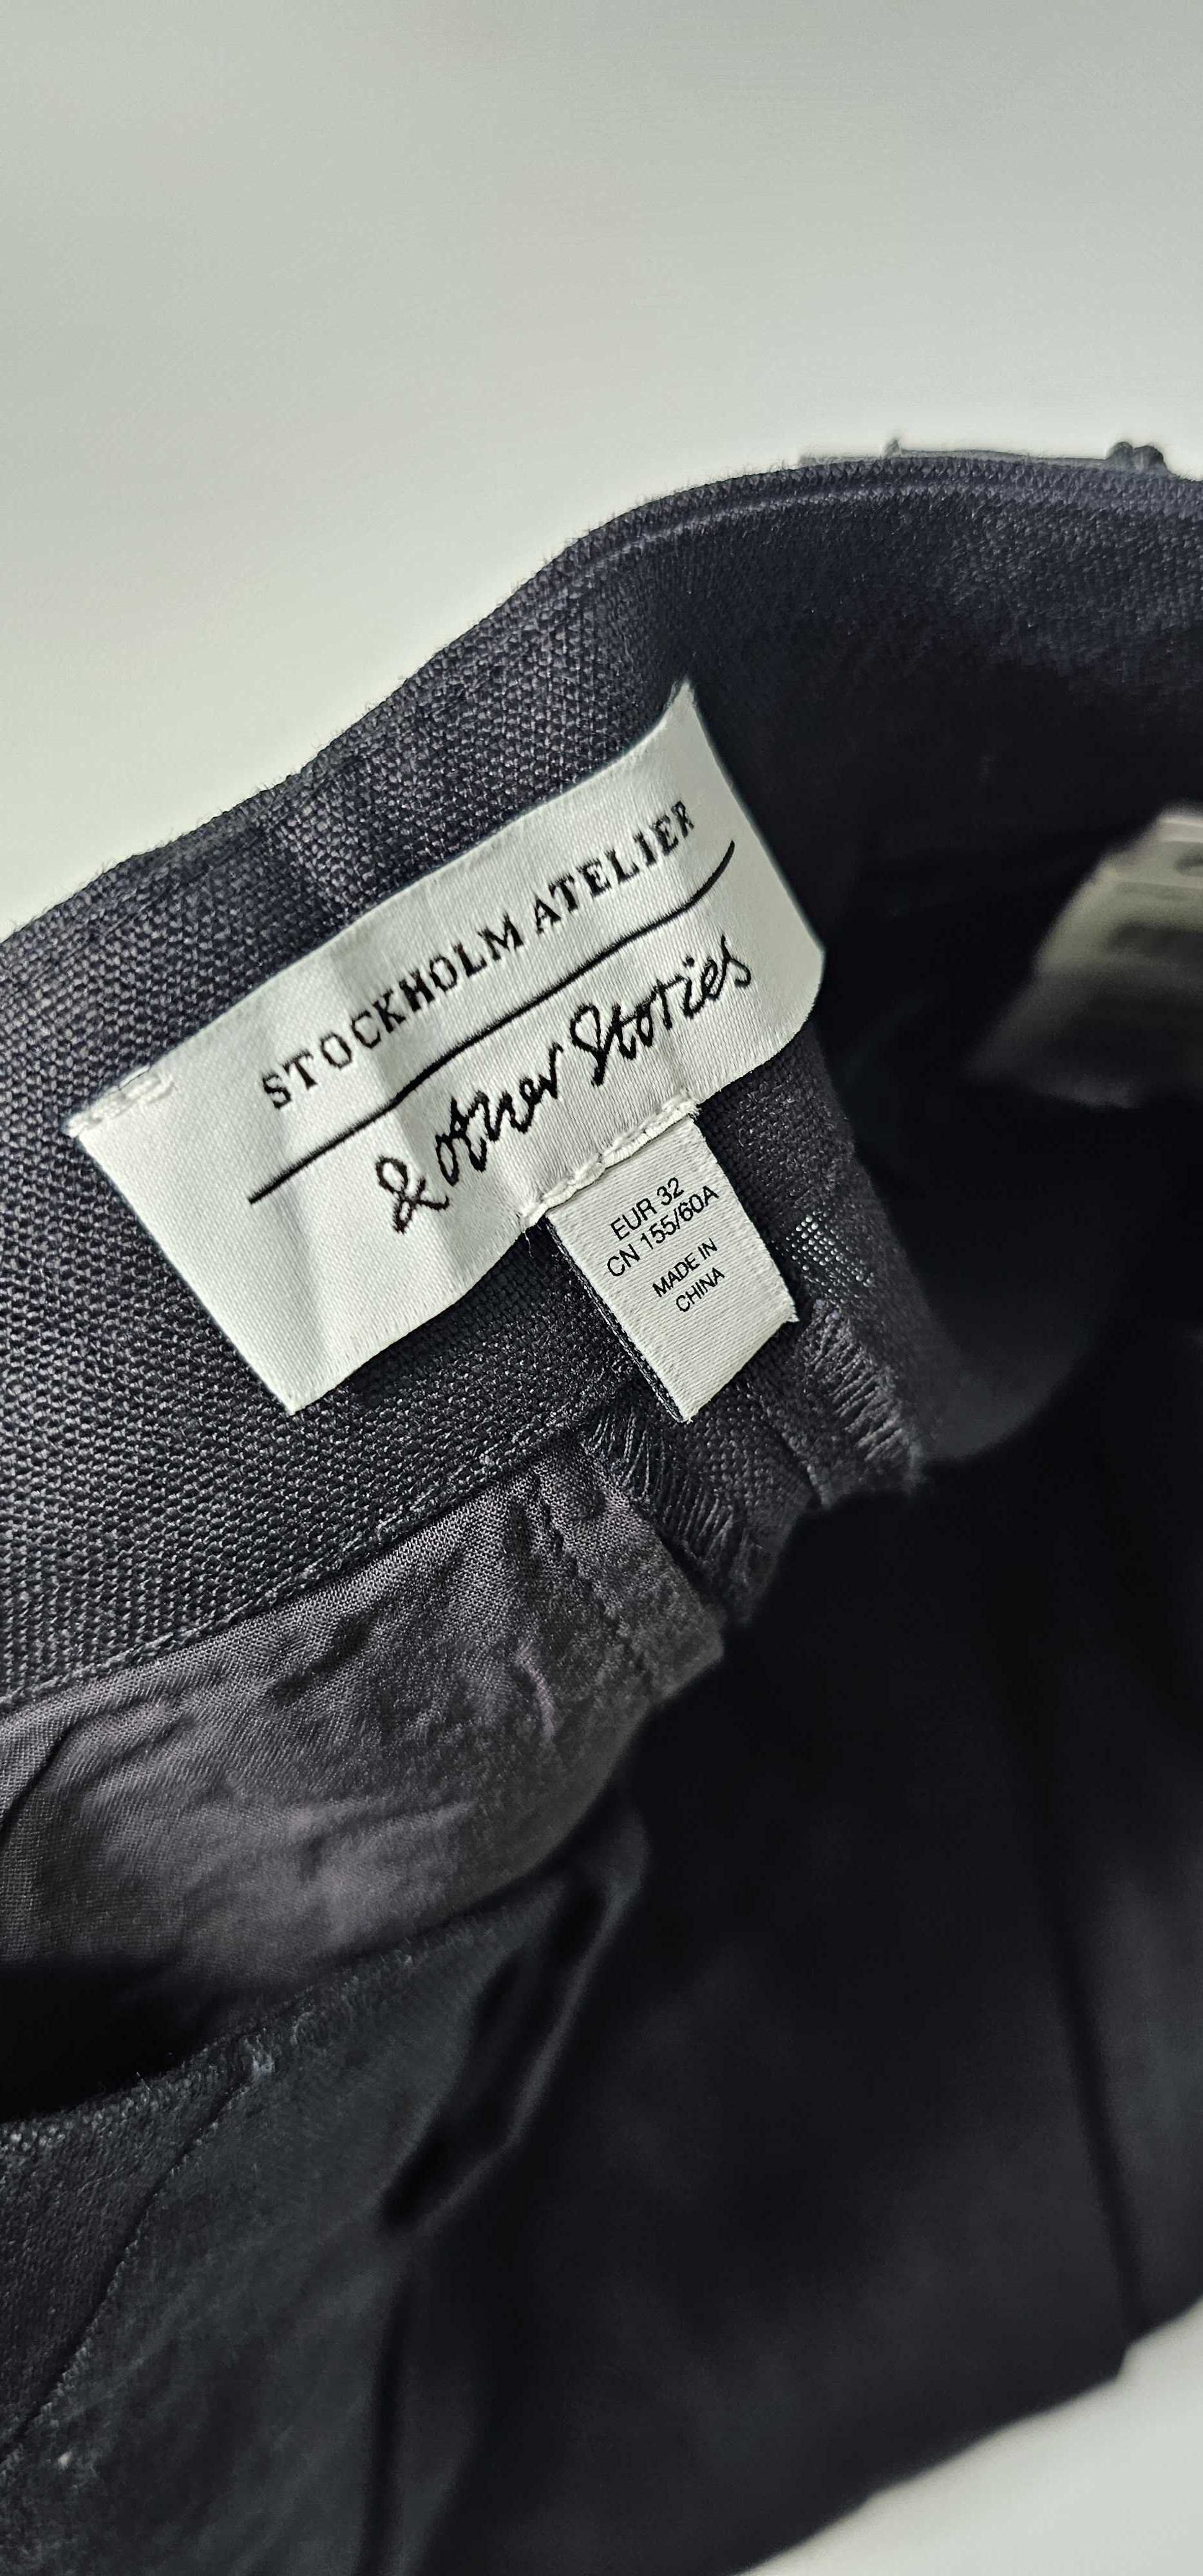 STOCKHOLM ATELIER
& other Stories
EUR 32
CN 155/60A
MADE IN
CHINA